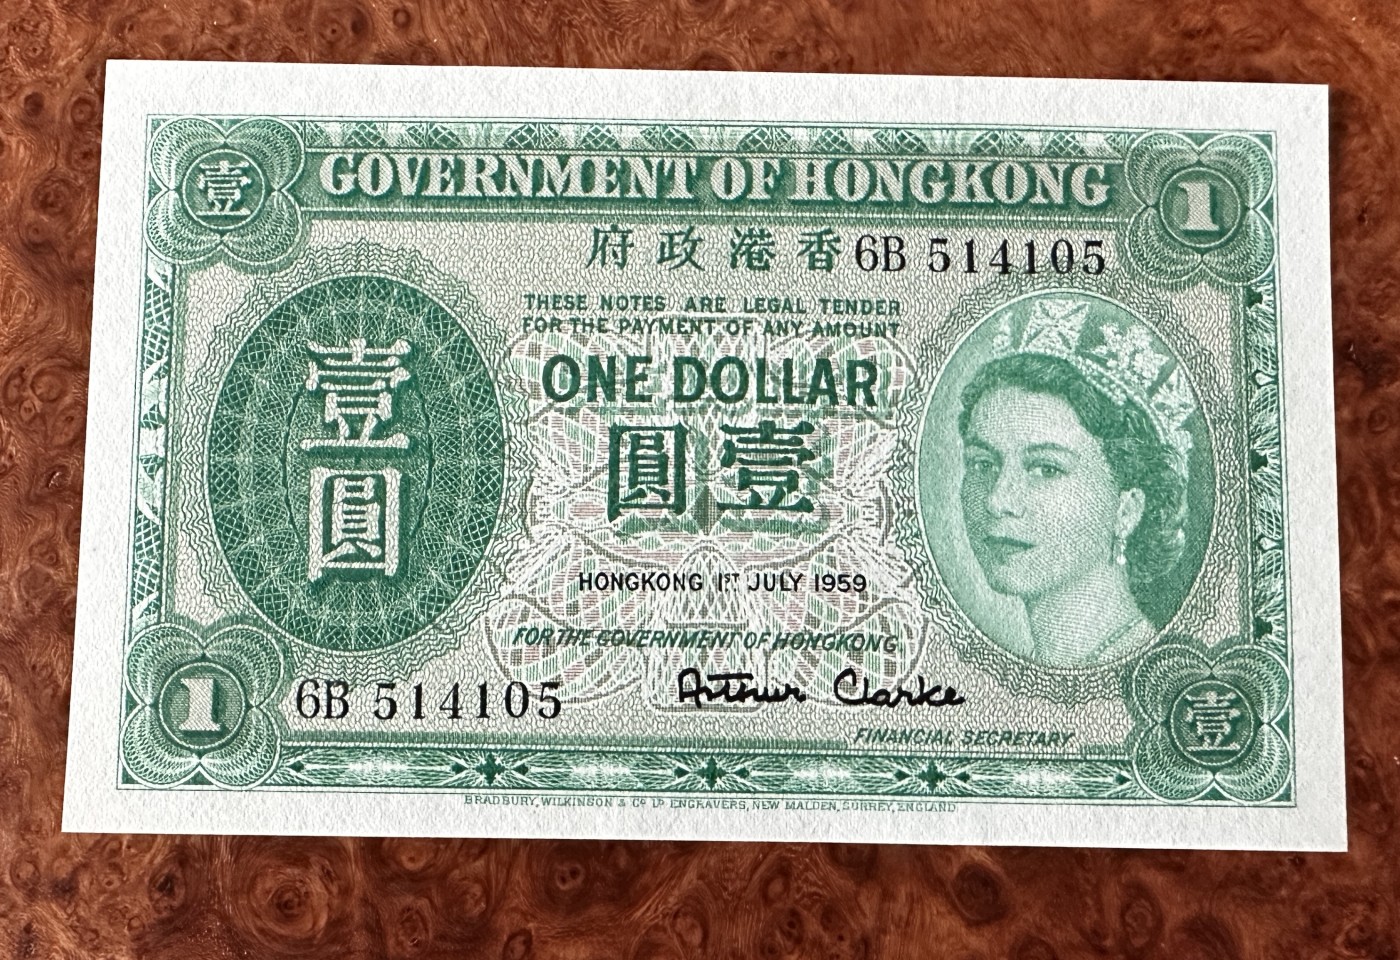 壹
GOVERNMENT OF HONGKONG
1
府政港香
6B 514105
THESE NOTES ARE LEGAL TENDER
FOR THE PAYMENT OF ANY AMOUNT
ONE DOLLAR
圓壹
壹圓
HONGKONG 1ST JULY 1959
FOR THE GOVERNMENT OF HONGKONG
1
6B 514105
Arthur Clarke
FINANCIAL SECRETARY
壹
BRADBURY, WILKINSON & Co LD ENGRAVERS, NEW MALDEN, SURREY, ENGLAND